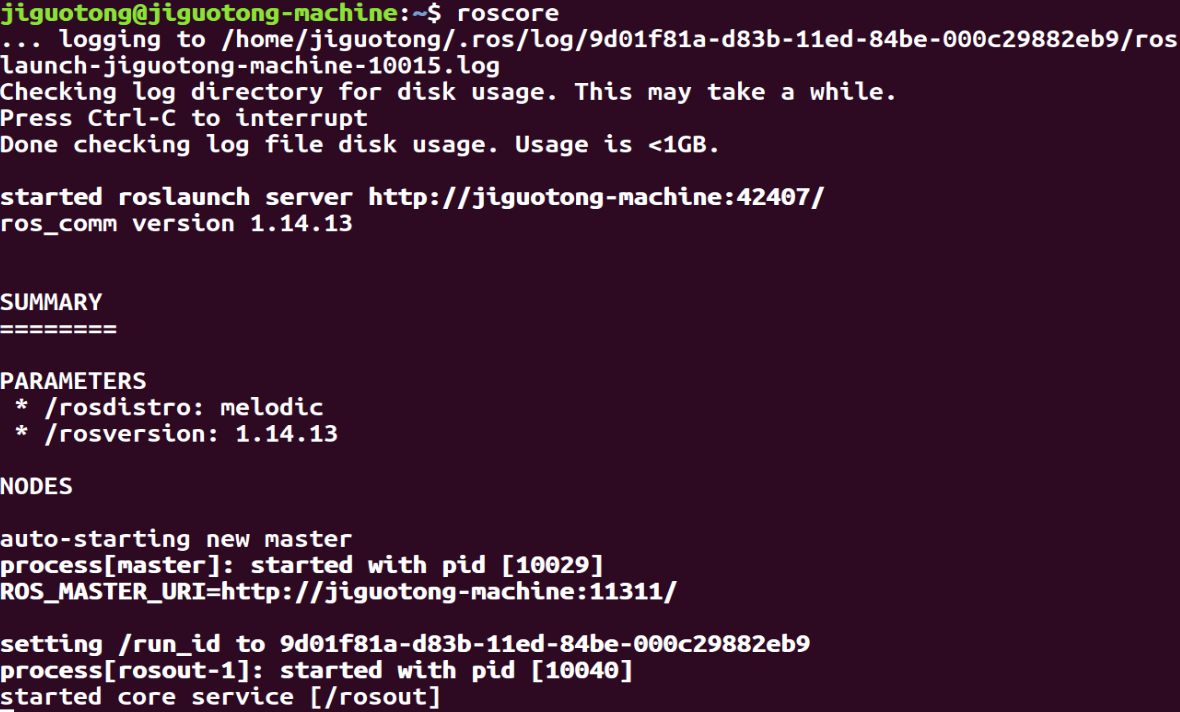 jiguotong@jiguotong-machine:~$ roscore
... logging to /home/jiguotong/.ros/log/9d01f81a-d83b-11ed-84be-000c29882eb9/ros
launch-jiguotong-machine-10015.log
Checking log directory for disk usage. This may take a while.
Press Ctrl-C to interrupt
Done checking log file disk usage. Usage is <1GB.

started roslaunch server http://jiguotong-machine:42407/
ros_comm version 1.14.13


SUMMARY
========

PARAMETERS
 * /rosdistro: melodic
 * /rosversion: 1.14.13

NODES

auto-starting new master
process[master]: started with pid [10029]
ROS_MASTER_URI=http://jiguotong-machine:11311/

setting /run_id to 9d01f81a-d83b-11ed-84be-000c29882eb9
process[rosout-1]: started with pid [10040]
started core service [/rosout]